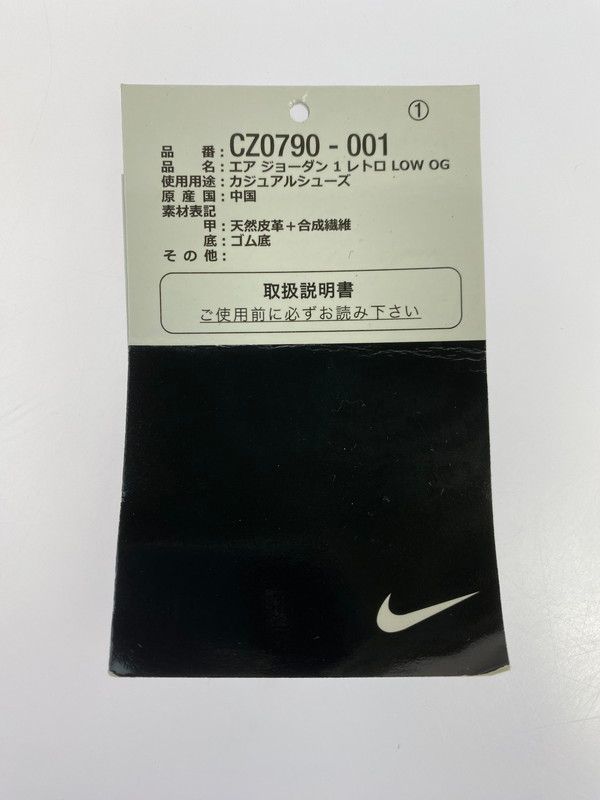 ①
品番：CZ0790 - 001
品名：エア ジョーダン 1 レトロ LOW OG
使用用途：カジュアルシューズ
原産国：中国
素材表記
甲：天然皮革＋合成繊維
底：ゴム底
その他：
取扱説明書
ご使用前に必ずお読み下さい